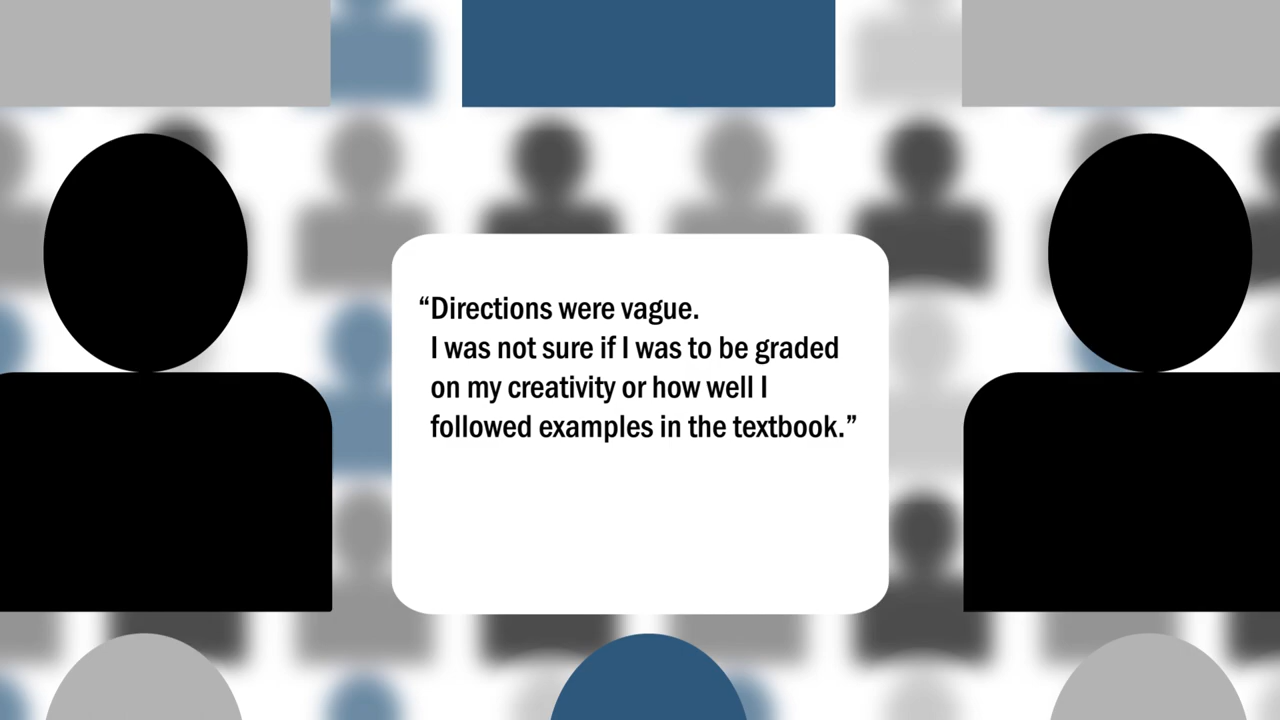 “Directions were vague.
I was not sure if I was to be graded
on my creativity or how well I
followed examples in the textbook.”